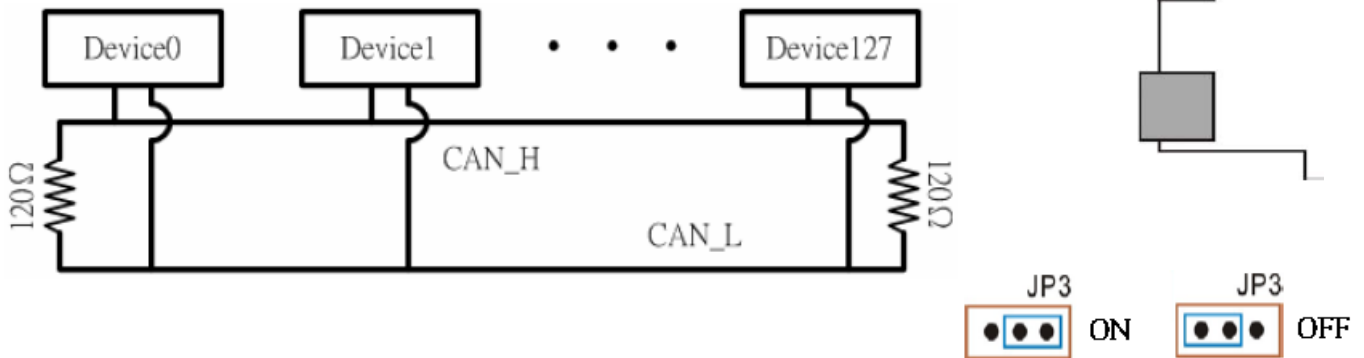 Device0
Device1
Device127
120Ω
CAN_H
120Ω
CAN_L
JP3
ON
JP3
OFF